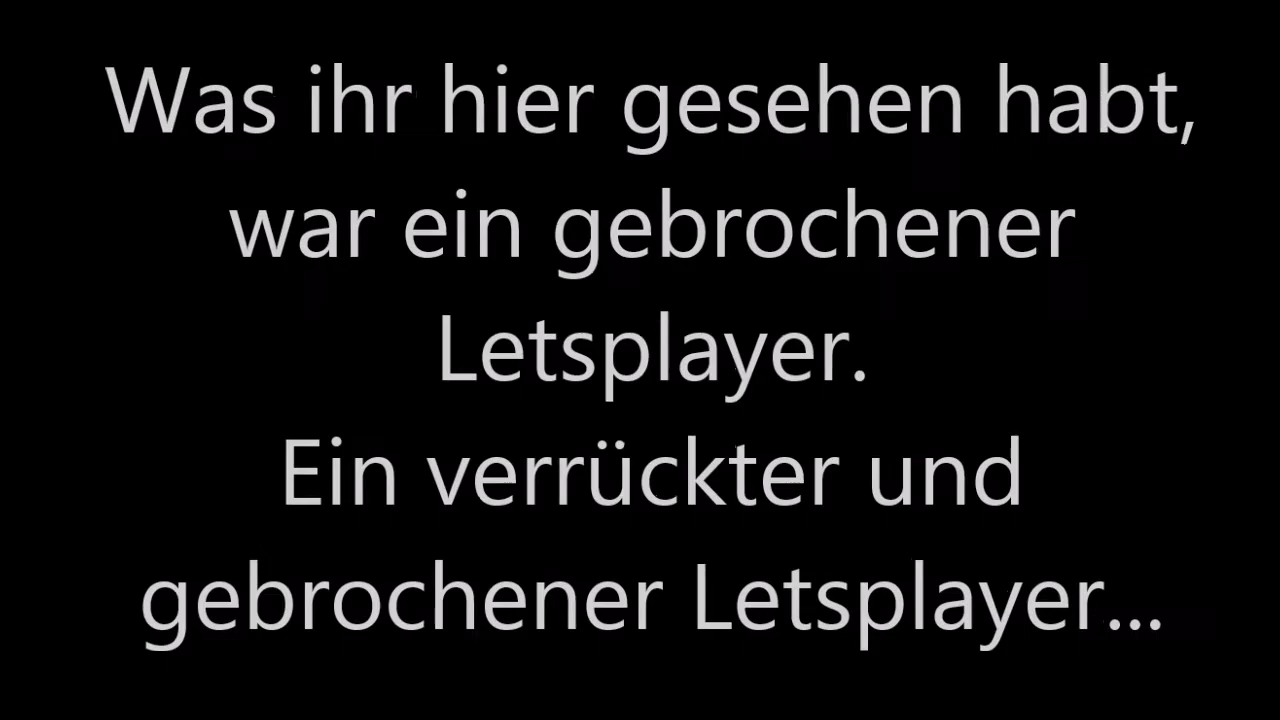 Was ihr hier gesehen habt,
war ein gebrochener
Letsplayer.
Ein verrückter und
gebrochener Letsplayer...